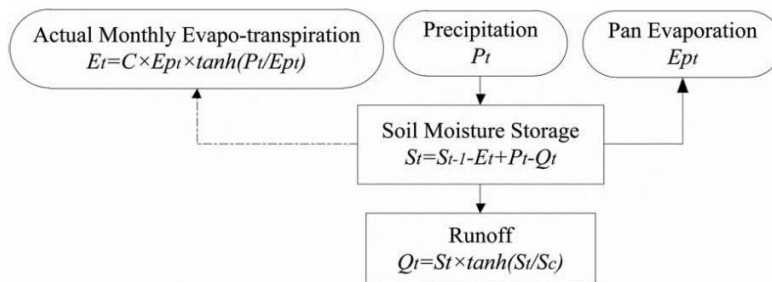 Actual Monthly Evapo-transpiration
Et=C×Ept×tanh(Pt/Ept)
Precipitation
Pt
Pan Evaporation
Ept
Soil Moisture Storage
St=St-1-Et+Pt-Qt
Runoff
Qt=St×tanh(St/Sc)